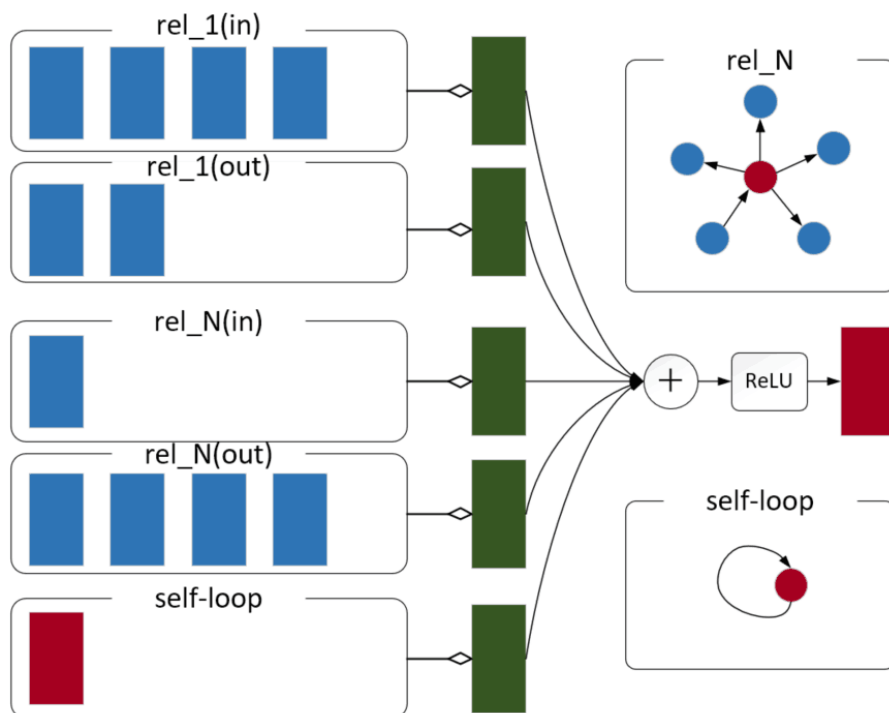 rel_1(in)
rel_1(out)
rel_N(in)
rel_N(out)
self-loop
+
ReLU
rel_N
self-loop